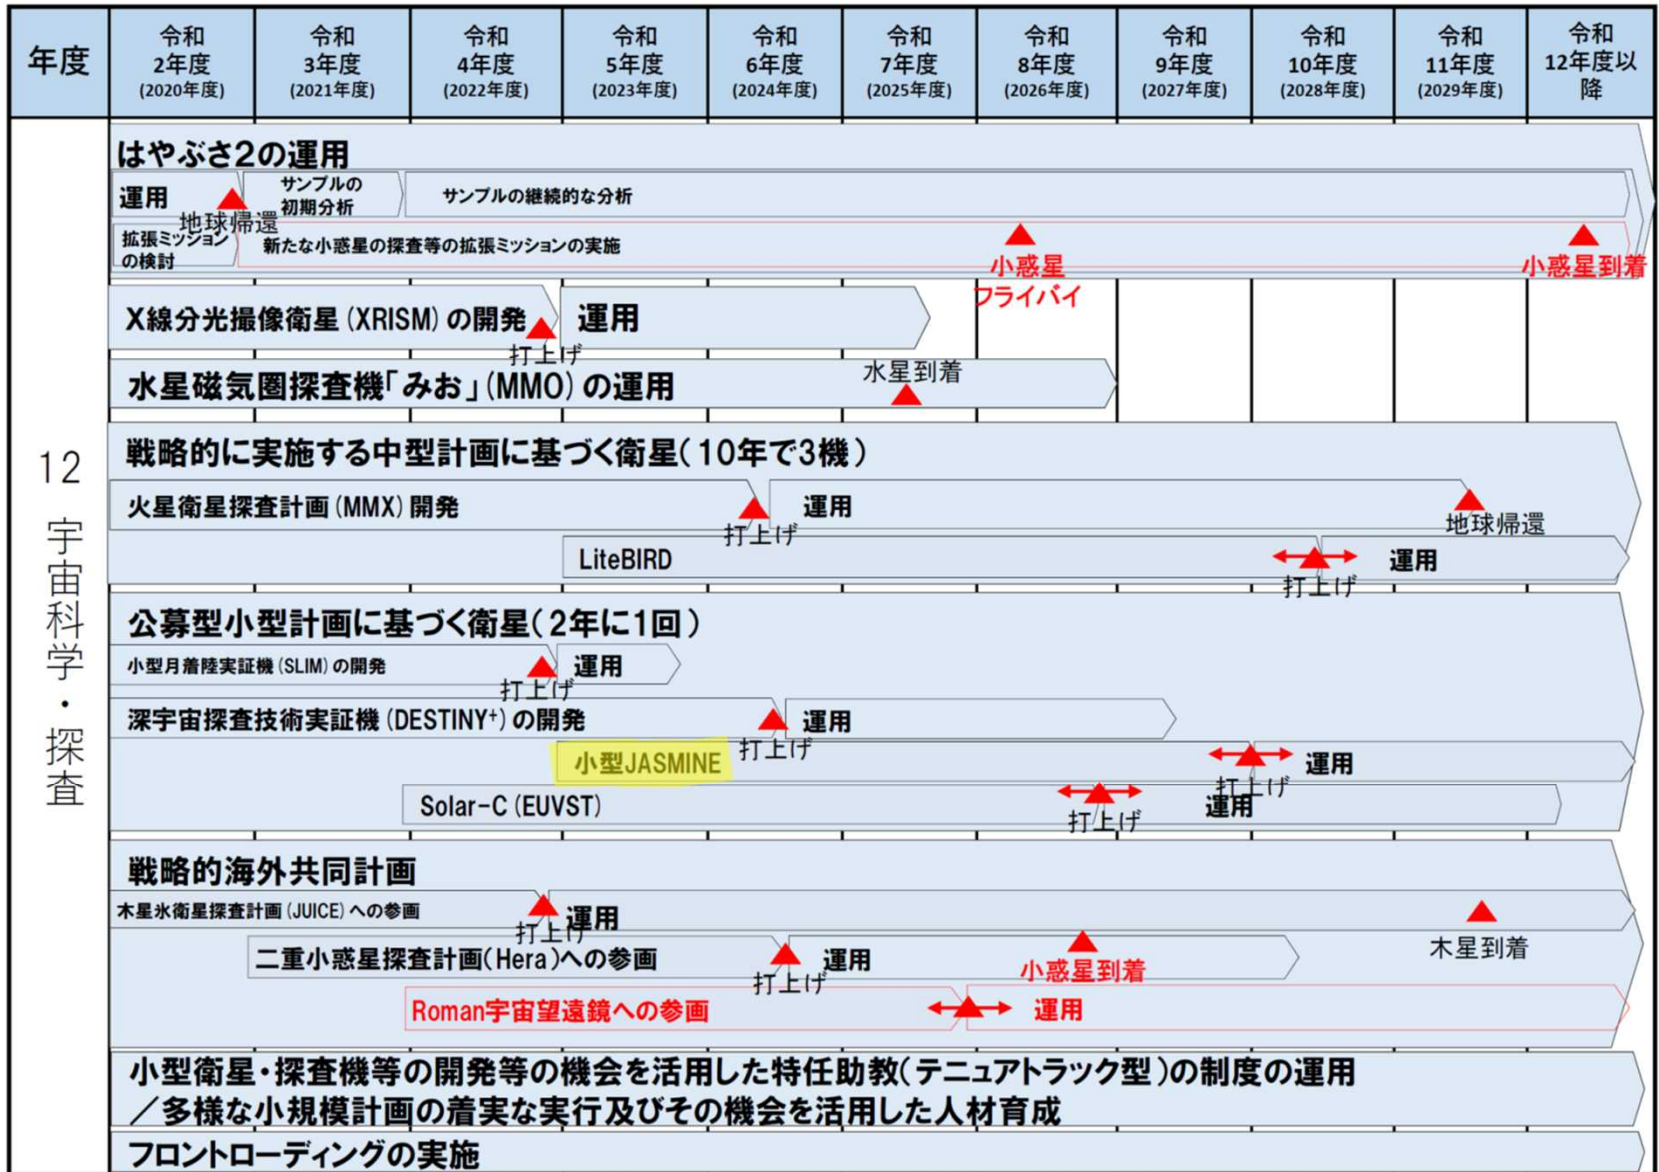 年度
令和
2年度
(2020年度)
令和
3年度
(2021年度)
令和
4年度
(2022年度)
令和
5年度
(2023年度)
令和
6年度
(2024年度)
令和
7年度
(2025年度)
令和
8年度
(2026年度)
令和
9年度
(2027年度)
令和
10年度
(2028年度)
令和
11年度
(2029年度)
令和
12年度以
降
12 宇宙科学・探査
はやぶさ2の運用
運用
地球帰還
サンプルの
初期分析
サンプルの継続的な分析
拡張ミッション
の検討
新たな小惑星の探査等の拡張ミッションの実施
小惑星
フライバイ
小惑星到着
X線分光撮像衛星(XRISM)の開発
打上げ
運用
水星磁気圏探査機「みお」(MMO)の運用
水星到着
戦略的に実施する中型計画に基づく衛星(10年で3機)
火星衛星探査計画(MMX)開発
打上げ
運用
地球帰還
LiteBIRD
打上げ
運用
公募型小型計画に基づく衛星(2年に1回)
小型月着陸実証機(SLIM)の開発
打上げ
運用
深宇宙探査技術実証機(DESTINY⁺)の開発
打上げ
運用
小型JASMINE
打上げ
運用
Solar-C(EUVST)
打上げ
運用
戦略的海外共同計画
木星氷衛星探査計画(JUICE)への参画
打上げ
運用
木星到着
二重小惑星探査計画(Hera)への参画
打上げ
運用
小惑星到着
Roman宇宙望遠鏡への参画
運用
小型衛星・探査機等の開発等の機会を活用した特任助教(テニュアトラック型)の制度の運用
/多様な小規模計画の着実な実行及びその機会を活用した人材育成
フロントローディングの実施